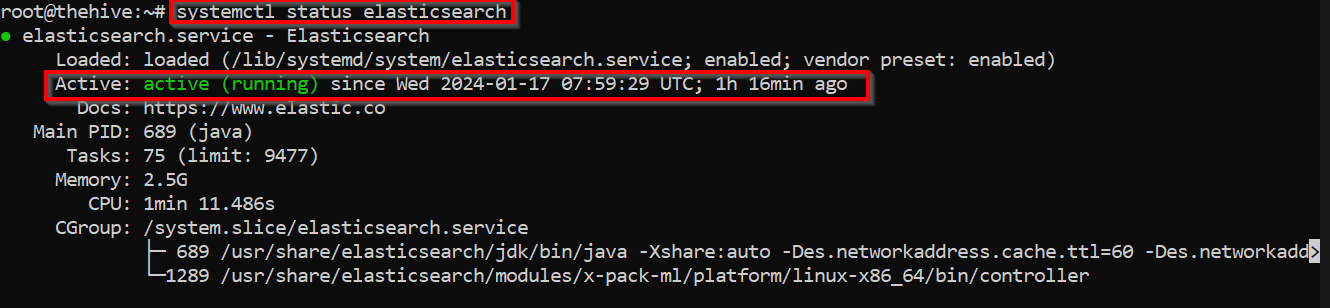 root@thehive:~# systemctl status elasticsearch
● elasticsearch.service - Elasticsearch
Loaded: loaded (/lib/systemd/system/elasticsearch.service; enabled; vendor preset: enabled)
Active: active (running) since Wed 2024-01-17 07:59:29 UTC; 1h 16min ago
Docs: https://www.elastic.co
Main PID: 689 (java)
Tasks: 75 (limit: 9477)
Memory: 2.5G
CPU: 1min 11.486s
CGroup: /system.slice/elasticsearch.service
├─ 689 /usr/share/elasticsearch/jdk/bin/java -Xshare:auto -Des.networkaddress.cache.ttl=60 -Des.networkadd>
└─1289 /usr/share/elasticsearch/modules/x-pack-ml/platform/linux-x86_64/bin/controller